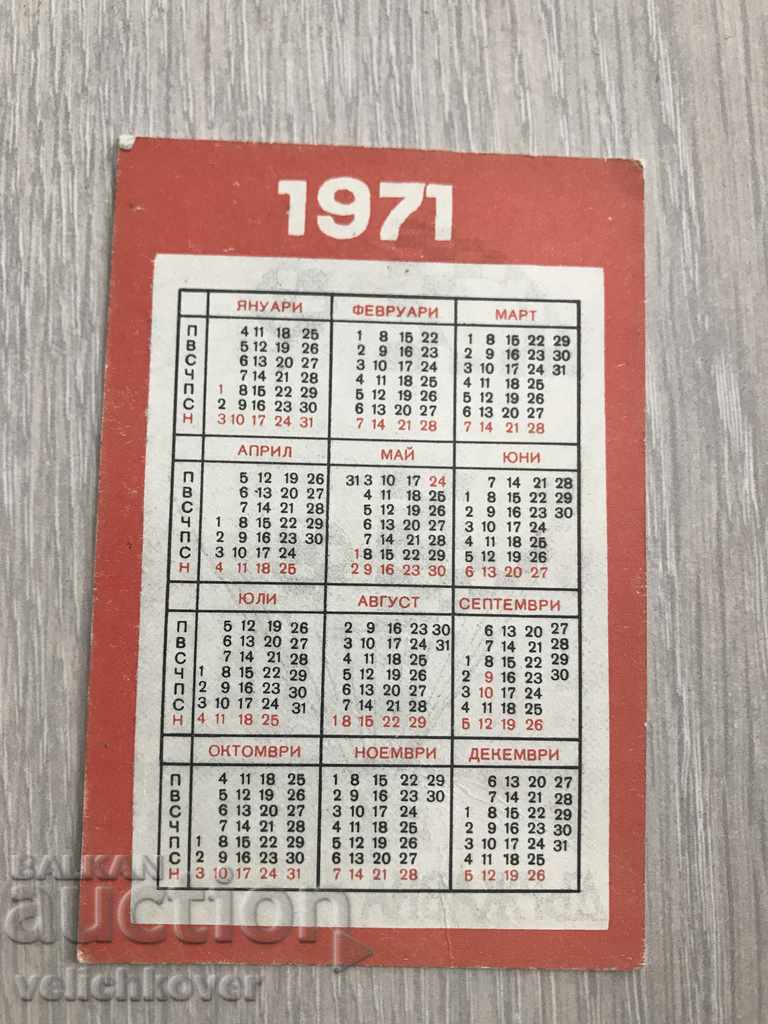 1971
ЯНУАРИ ФЕВРУАРИ МАРТ
П 4 11 18 25 1 8 15 22 1 8 15 22 29
В 5 12 19 26 2 9 16 23 2 9 16 23 30
С 6 13 20 27 3 10 17 24 3 10 17 24 31
Ч 7 14 21 28 4 11 18 25 4 11 18 25
П 1 8 15 22 29 5 12 19 26 5 12 19 26
С 2 9 16 23 30 6 13 20 27 6 13 20 27
Н 3 10 17 24 31 7 14 21 28 7 14 21 28
АПРИЛ МАЙ ЮНИ
П 5 12 19 26 31 3 10 17 24 7 14 21 28
В 6 13 20 27 4 11 18 25 1 8 15 22 29
С 7 14 21 28 5 12 19 26 2 9 16 23 30
Ч 1 8 15 22 29 6 13 20 27 3 10 17 24
П 2 9 16 23 30 7 14 21 28 4 11 18 25
С 3 10 17 24 1 8 15 22 29 5 12 19 26
Н 4 11 18 25 2 9 16 23 30 6 13 20 27
ЮЛИ АВГУСТ СЕПТЕМВРИ
П 5 12 19 26 2 9 16 23 30 6 13 20 27
В 6 13 20 27 3 10 17 24 31 7 14 21 28
С 7 14 21 28 4 11 18 25 1 8 15 22 29
Ч 1 8 15 22 29 5 12 19 26 2 9 16 23 30
П 2 9 16 23 30 6 13 20 27 3 10 17 24
С 3 10 17 24 31 7 14 21 28 4 11 18 25
Н 4 11 18 25 1 8 15 22 29 5 12 19 26
ОКТОМВРИ НОЕМВРИ ДЕКЕМВРИ
П 4 11 18 25 1 8 15 22 29 6 13 20 27
В 5 12 19 26 2 9 16 23 30 7 14 21 28
С 6 13 20 27 3 10 17 24 1 8 15 22 29
Ч 7 14 21 28 4 11 18 25 2 9 16 23 30
П 1 8 15 22 29 5 12 19 26 3 10 17 24 31
С 2 9 16 23 30 6 13 20 27 4 11 18 25
Н 3 10 17 24 31 7 14 21 28 5 12 19 26
BALKAN
auction
velichkover